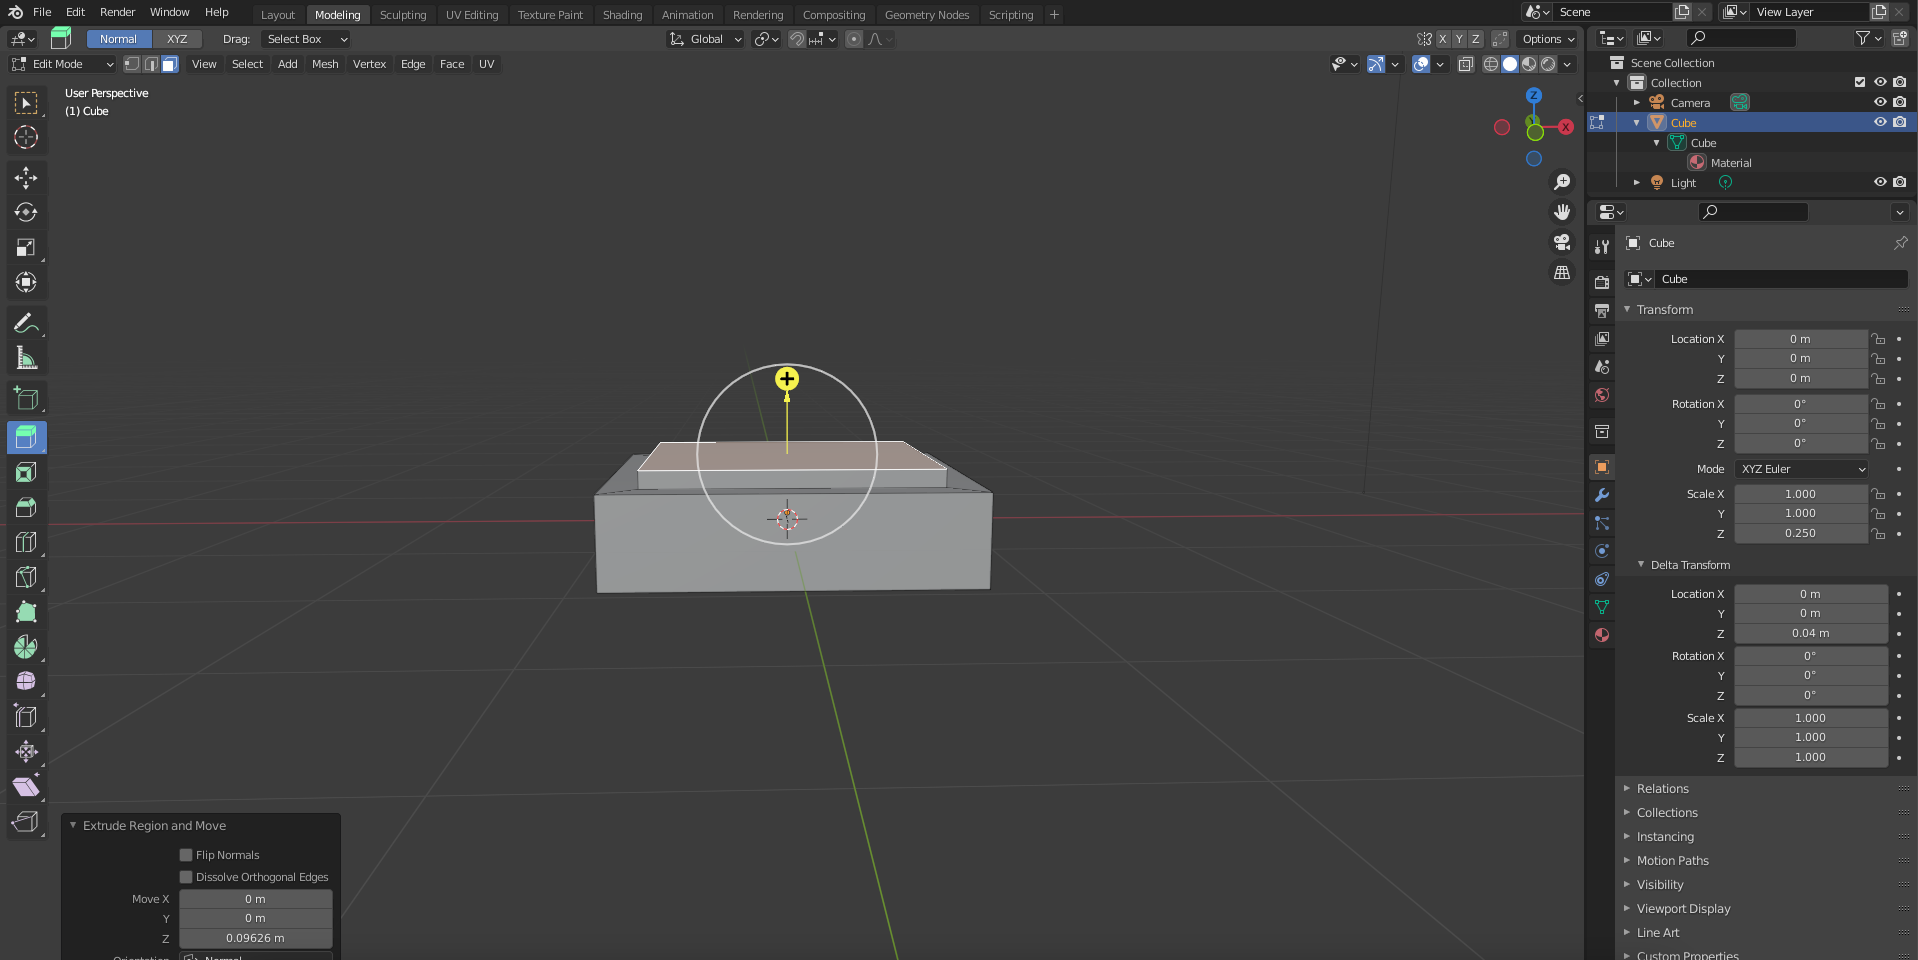 File Edit Render Window Help Layout Modeling Sculpting UV Editing Texture Paint Shading Animation Rendering Compositing Geometry Nodes Scripting + Scene View Layer
Normal XYZ Drag: Select Box Global X Y Z Options
Edit Mode View Select Add Mesh Vertex Edge Face UV
User Perspective
(1) Cube
Z
X
Scene Collection
Collection
Camera
Cube
Cube
Material
Light
Cube
Cube
Transform
Location X 0 m
Y 0 m
Z 0 m
Rotation X 0°
Y 0°
Z 0°
Mode XYZ Euler
Scale X 1.000
Y 1.000
Z 0.250
Delta Transform
Location X 0 m
Y 0 m
Z 0.04 m
Rotation X 0°
Y 0°
Z 0°
Scale X 1.000
Y 1.000
Z 1.000
Relations
Collections
Instancing
Motion Paths
Visibility
Viewport Display
Line Art
Custom Properties
Extrude Region and Move
Flip Normals
Dissolve Orthogonal Edges
Move X 0 m
Y 0 m
Z 0.09626 m
Orientation Normal